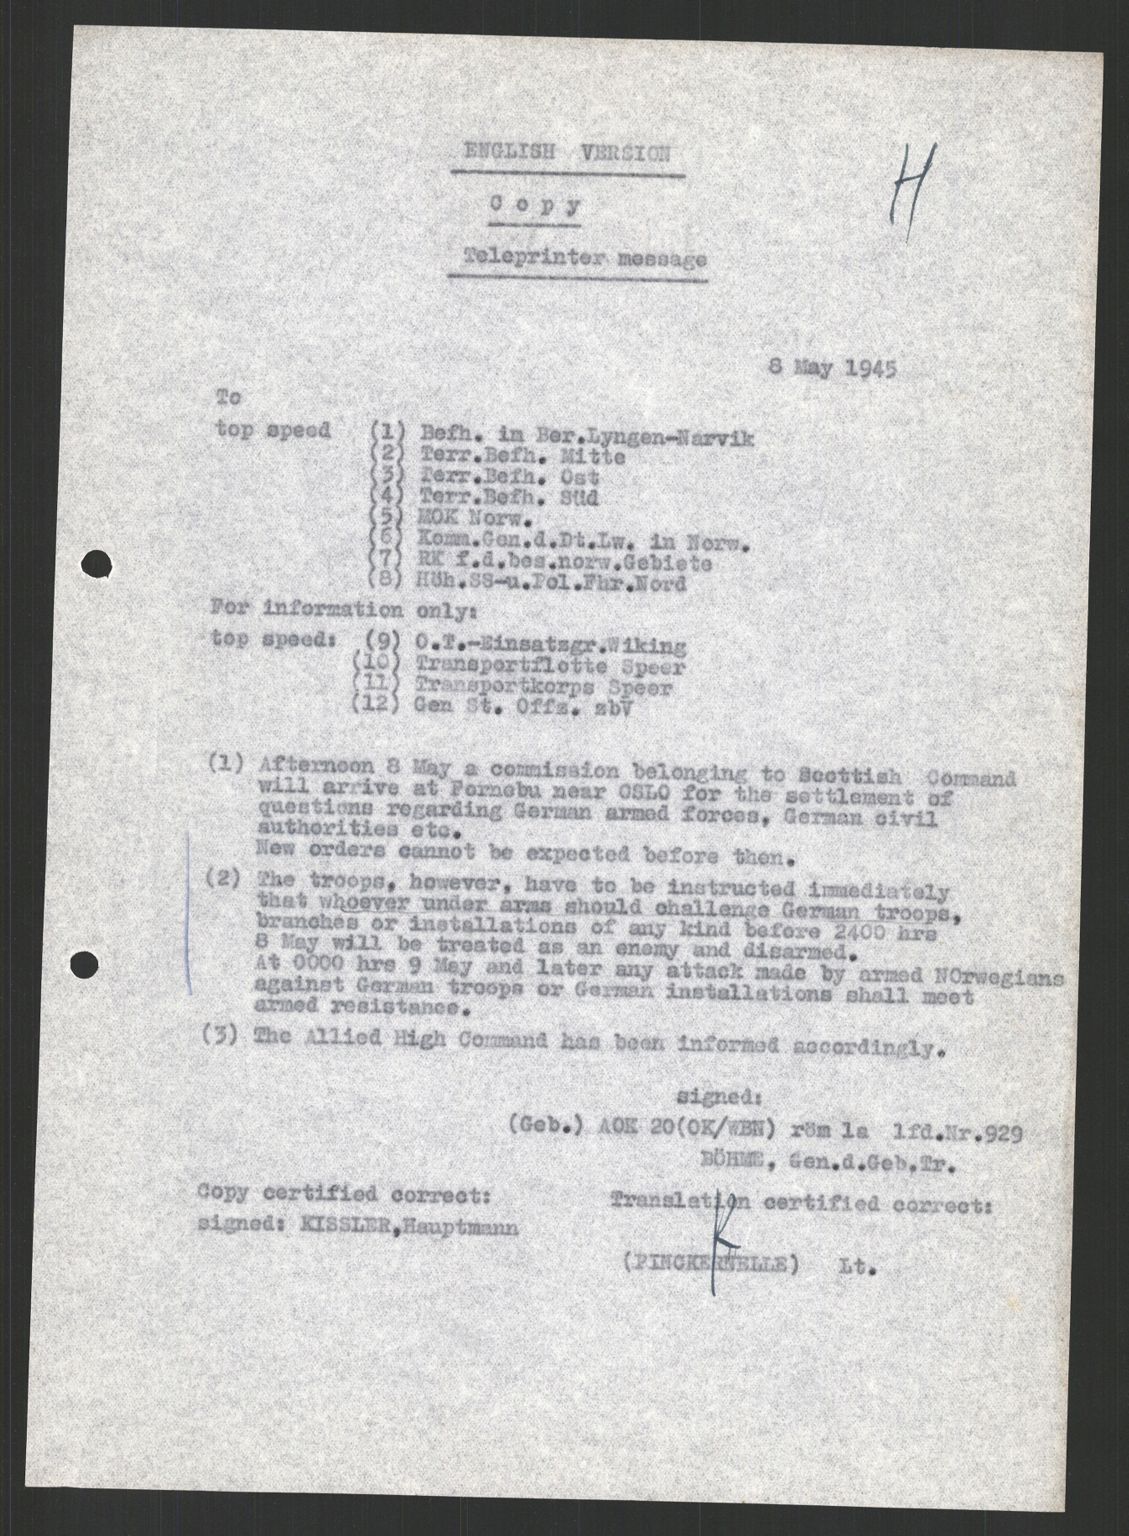 ENGLISH VERSION
H
C o p y
Teleprinter message
8 May 1945
To
top speed (1) Befh. in Ber.Lyngen-Narvik
(2) Terr.Befh. Mitte
(3) Terr.Befh. Ost
(4) Terr.Befh. Süd
(5) MOK Norw.
(6) Komm.Gen.d.Dt.Lw. in Norw.
(7) RK f.d.bes.norw.Gebiete
(8) Höh.SS-u.Pol.Fhr.Nord
For information only:
top speed: (9) O.T.-Einsatzgr.Wiking
(10) Transportflotte Speer
(11) Transportkorps Speer
(12) Gen St. Offz. zbV
(1) Afternoon 8 May a commission belonging to Scottish Command
will arrive at Fornebu near OSLO for the settlement of
questions regarding German armed forces, German civil
authorities etc.
New orders cannot be expected before then.
(2) The troops, however, have to be instructed immediately
that whoever under arms should challenge German troops,
branches or installations of any kind before 2400 hrs
8 May will be treated as an enemy and disarmed.
At 0000 hrs 9 May and later any attack made by armed NOrwegians
against German troops or German installations shall meet
armed resistance.
(3) The Allied High Command has been informed accordingly.
signed:
(Geb.) AOK 20(OK/WBN) röm 1a lfd.Nr.929
BÖHME, Gen.d.Geb.Tr.
Copy certified correct:
Translation certified correct:
signed: KISSLER,Hauptmann
K
(PINCKERNELLE) Lt.